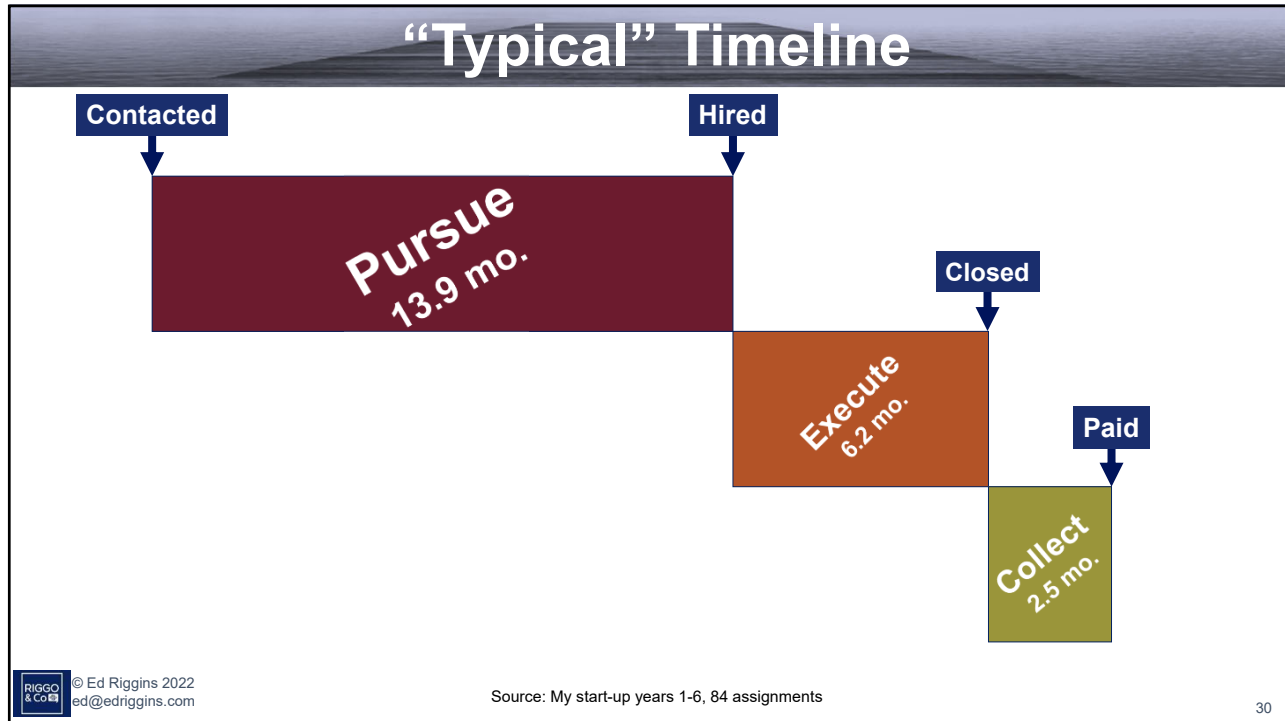 “Typical” Timeline
Contacted
Hired
Pursue
13.9 mo.
Closed
Execute
6.2 mo.
Paid
Collect
2.5 mo.
RIGGO
& Co
© Ed Riggins 2022
ed@edriggins.com
Source: My start-up years 1-6, 84 assignments
30